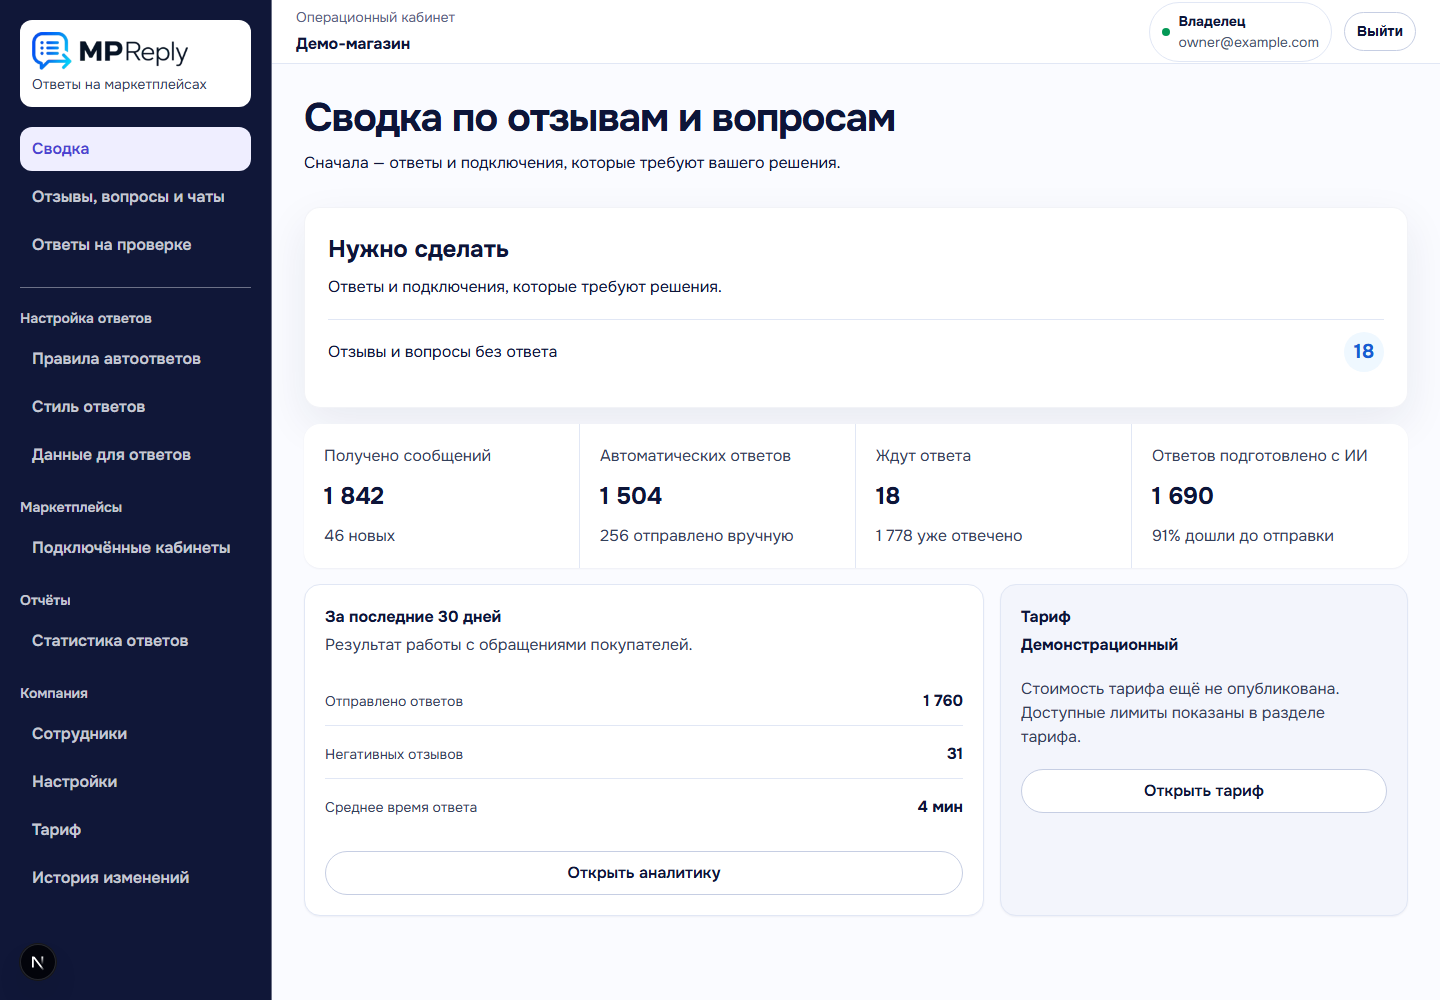 MPReply
Ответы на маркетплейсах
Сводка
Отзывы, вопросы и чаты
Ответы на проверке
Настройка ответов
Правила автоответов
Стиль ответов
Данные для ответов
Маркетплейсы
Подключённые кабинеты
Отчёты
Статистика ответов
Компания
Сотрудники
Настройки
Тариф
История изменений
N
Операционный кабинет
Демо-магазин
Владелец
owner@example.com
Выйти
Сводка по отзывам и вопросам
Сначала — ответы и подключения, которые требуют вашего решения.
Нужно сделать
Ответы и подключения, которые требуют решения.
Отзывы и вопросы без ответа
18
Получено сообщений
1 842
46 новых
Автоматических ответов
1 504
256 отправлено вручную
Ждут ответа
18
1 778 уже отвечено
Ответов подготовлено с ИИ
1 690
91% дошли до отправки
За последние 30 дней
Результат работы с обращениями покупателей.
Отправлено ответов
1 760
Негативных отзывов
31
Среднее время ответа
4 мин
Открыть аналитику
Тариф
Демонстрационный
Стоимость тарифа ещё не опубликована.
Доступные лимиты показаны в разделе
тарифа.
Открыть тариф